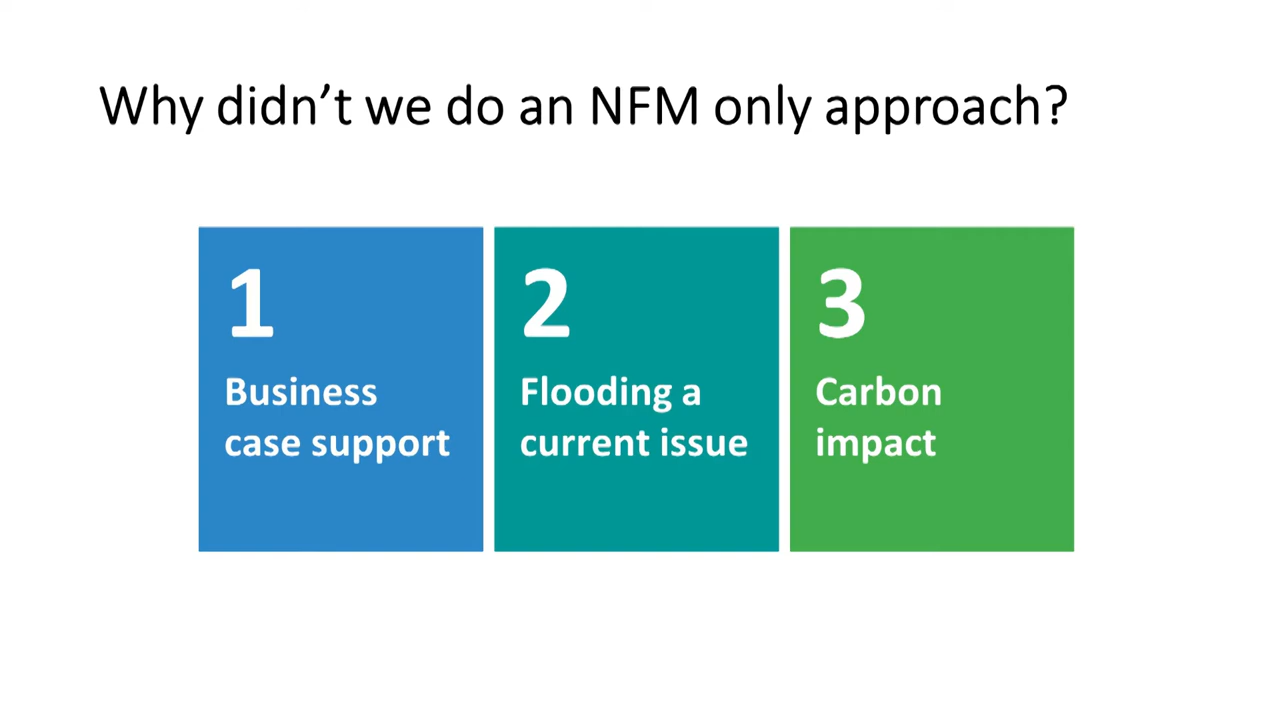 Why didn’t we do an NFM only approach?
1
Business
case support
2
Flooding a
current issue
3
Carbon
impact